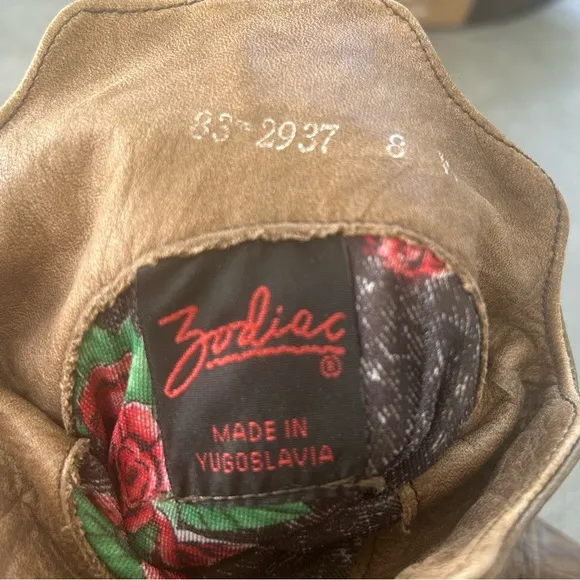 83-2937 8
Zodiac ®
MADE IN
YUGOSLAVIA